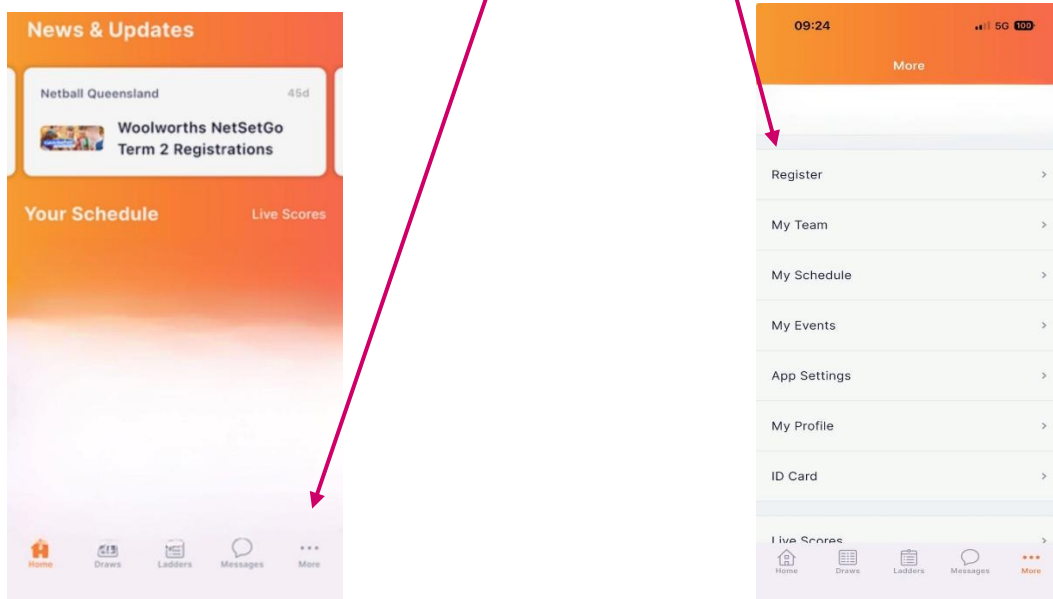 News & Updates
Netball Queensland 45d
Woolworths NetSetGo
Term 2 Registrations
Your Schedule Live Scores
Home Draws Ladders Messages More
09:24 5G 100
More
Register
My Team
My Schedule
My Events
App Settings
My Profile
ID Card
Live Scores
Home Draws Ladders Messages More